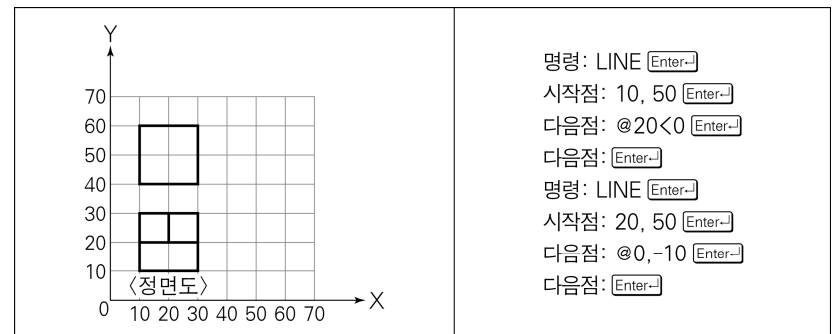 Y
70
60
50
40
30
20
10
〈정면도〉
0
10 20 30 40 50 60 70
X
명령: LINE Enter↵
시작점: 10, 50 Enter↵
다음점: @20<0 Enter↵
다음점: Enter↵
명령: LINE Enter↵
시작점: 20, 50 Enter↵
다음점: @0,-10 Enter↵
다음점: Enter↵